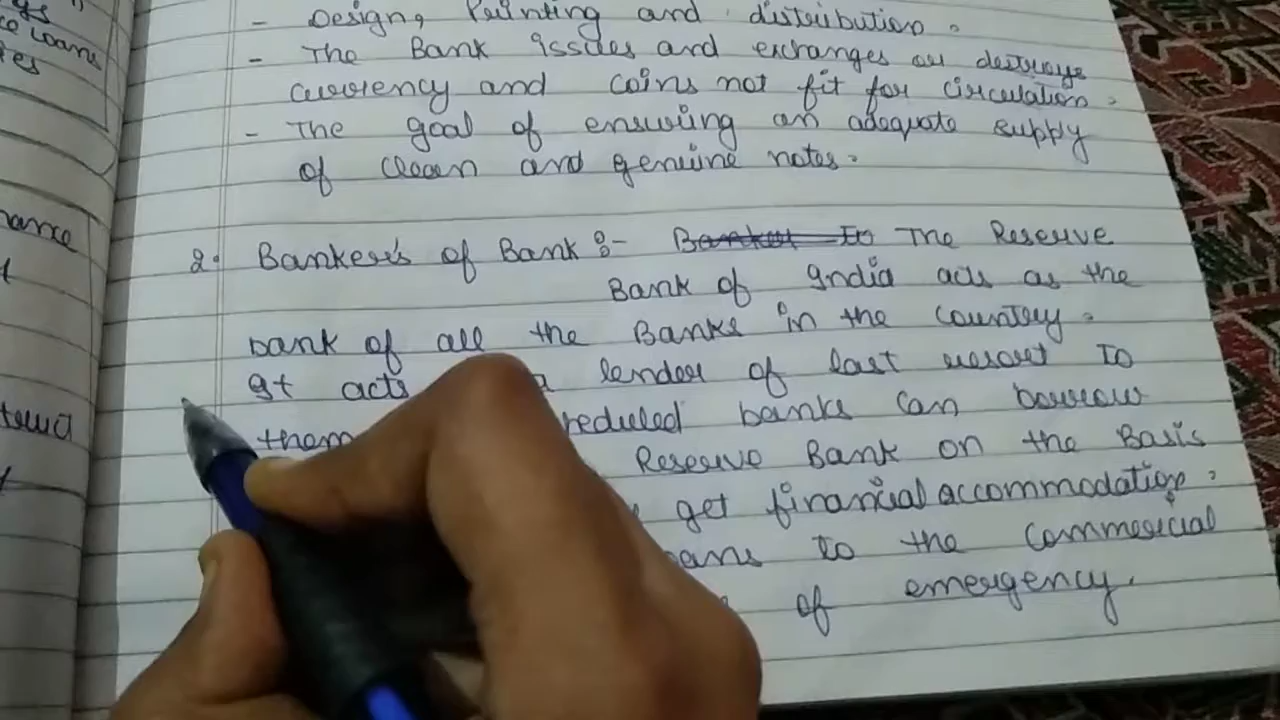 - Design, Printing and distribution.
- The Bank issues and exchanges or destroys
currency and coins not fit for circulation.
- The goal of ensuring an adequate supply
of clean and genuine notes.
2. Banker's of Bank :- The Reserve
Bank of India acts as the
bank of all the Banks in the country.
It acts a lender of last resort to
them banks can borrow
Reserve Bank on the Basis
get financial accommodation.
to the commercial
of emergency.